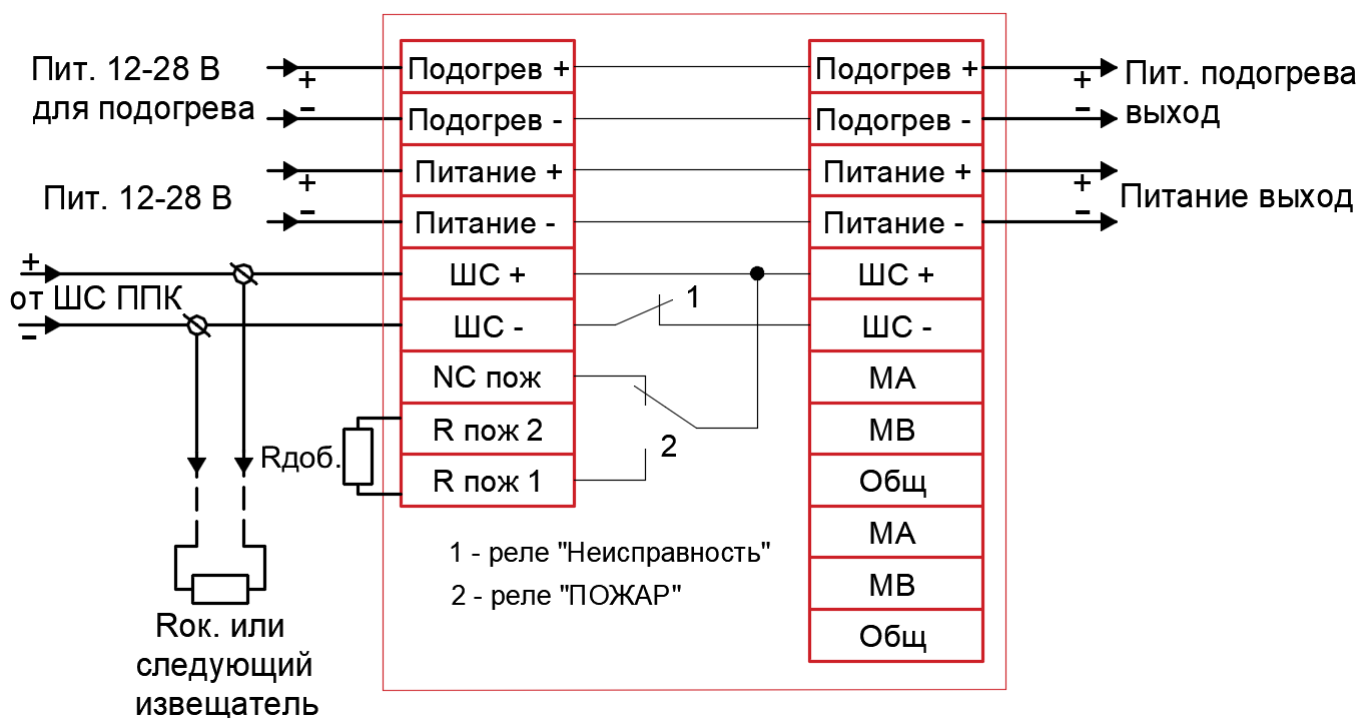 Пит. 12-28 В
для подогрева
+
-
Пит. 12-28 В
+
-
+
от ШС ППК
-
Rдоб.
Rок. или
следующий
извещатель
Подогрев +
Подогрев -
Питание +
Питание -
ШС +
ШС -
NC пож
R пож 2
R пож 1
1
2
1 - реле "Неисправность"
2 - реле "ПОЖАР"
Подогрев +
Подогрев -
Питание +
Питание -
ШС +
ШС -
МА
МВ
Общ
МА
МВ
Общ
+
-
Пит. подогрева
выход
+
-
Питание выход